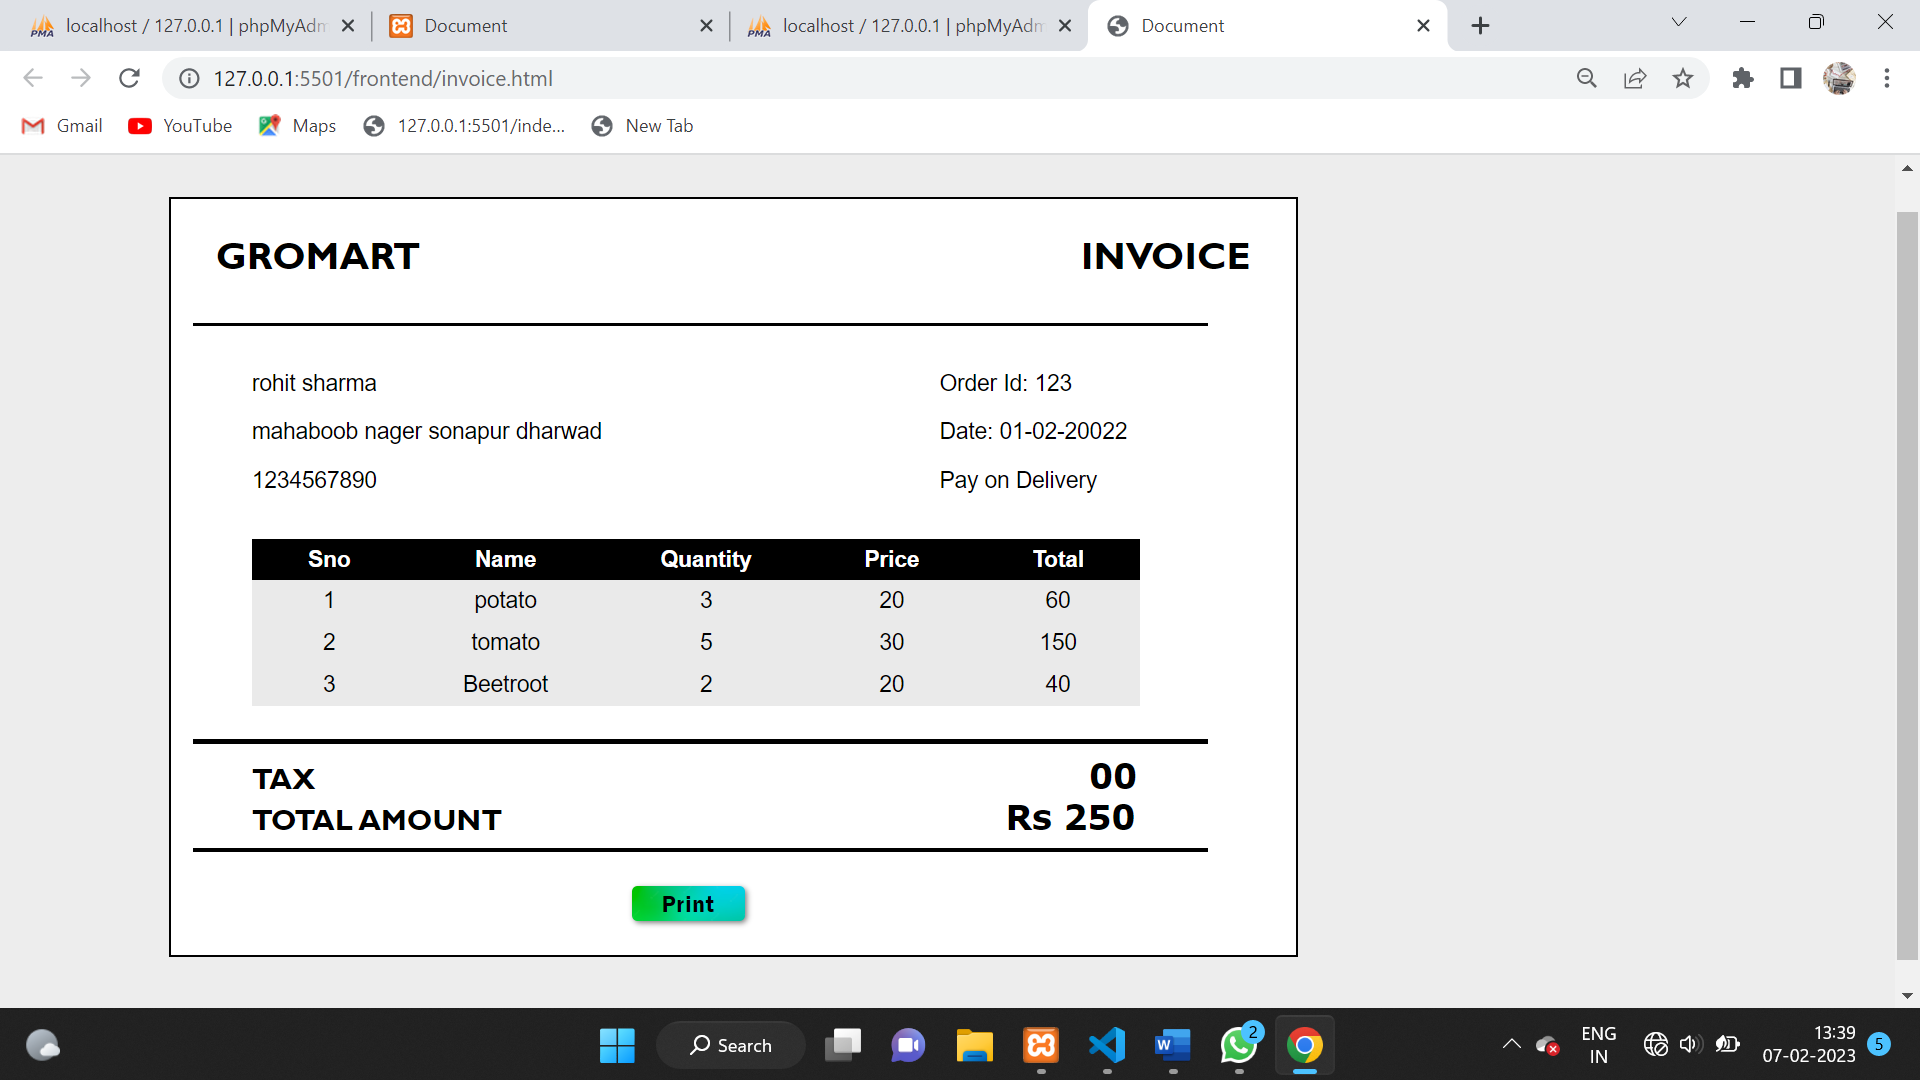 localhost / 127.0.0.1 | phpMyAdm
Document
localhost / 127.0.0.1 | phpMyAdm
Document
127.0.0.1:5501/frontend/invoice.html
Gmail
YouTube
Maps
127.0.0.1:5501/inde...
New Tab
GROMART INVOICE
rohit sharma Order Id: 123
mahaboob nager sonapur dharwad Date: 01-02-20022
1234567890 Pay on Delivery
Sno Name Quantity Price Total
1 potato 3 20 60
2 tomato 5 30 150
3 Beetroot 2 20 40
TAX 00
TOTAL AMOUNT Rs 250
Print
Search
2
ENG
IN
13:39
07-02-2023
5